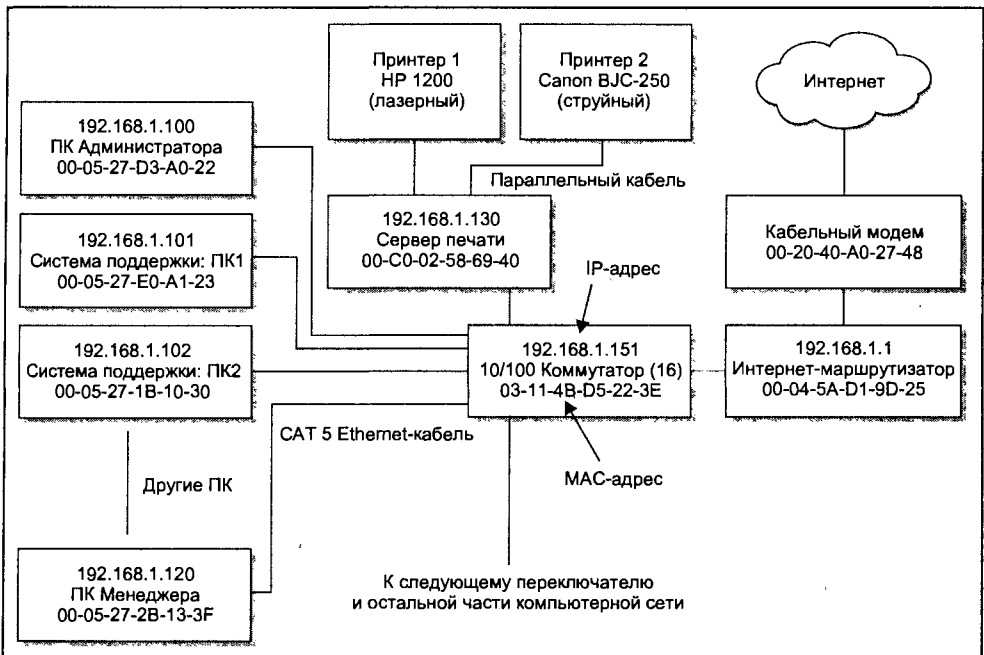 Принтер 1
HP 1200
(лазерный)
Принтер 2
Canon BJC-250
(струйный)
Интернет
192.168.1.100
ПК Администратора
00-05-27-D3-A0-22
Параллельный кабель
192.168.1.101
Система поддержки: ПК1
00-05-27-E0-A1-23
192.168.1.130
Сервер печати
00-C0-02-58-69-40
Кабельный модем
00-20-40-A0-27-48
IP-адрес
192.168.1.102
Система поддержки: ПК2
00-05-27-1B-10-30
192.168.1.151
10/100 Коммутатор (16)
03-11-4B-D5-22-3E
192.168.1.1
Интернет-маршрутизатор
00-04-5A-D1-9D-25
CAT 5 Ethernet-кабель
MAC-адрес
Другие ПК
192.168.1.120
ПК Менеджера
00-05-27-2B-13-3F
К следующему переключателю
и остальной части компьютерной сети